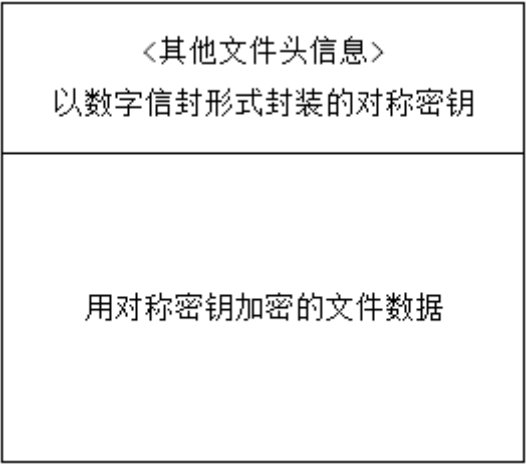 <其他文件头信息>
以数字信封形式封装的对称密钥
用对称密钥加密的文件数据